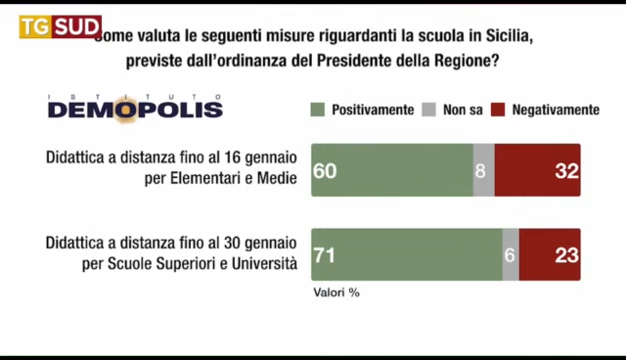 TGSUD
Come valuta le seguenti misure riguardanti la scuola in Sicilia,
previste dall'ordinanza del Presidente della Regione?
ISTITUTO
DEMOPOLIS
Positivamente Non sa Negativamente
Didattica a distanza fino al 16 gennaio
per Elementari e Medie
60 8 32
Didattica a distanza fino al 30 gennaio
per Scuole Superiori e Università
71 6 23
Valori %